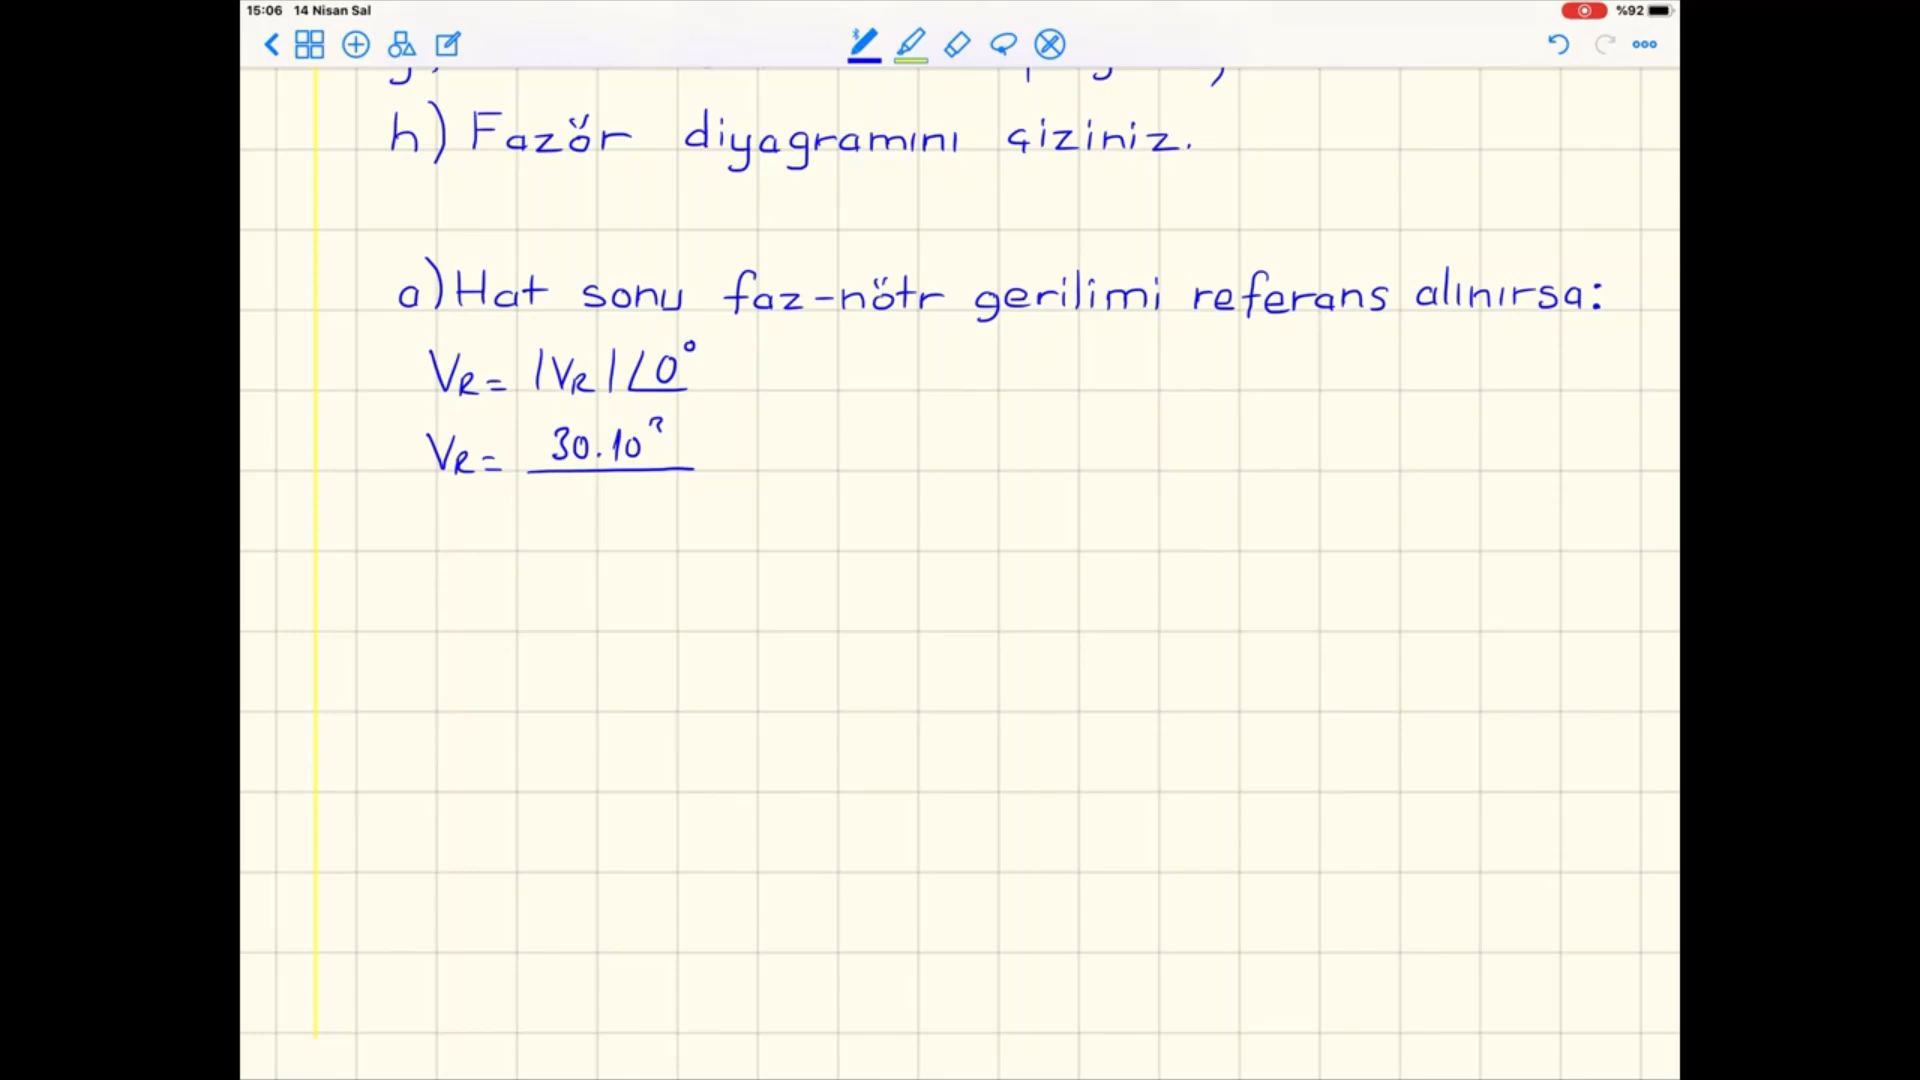 15:06 14 Nisan Sal %92
h) Fazör diyagramını çiziniz.
a) Hat sonu faz-nötr gerilimi referans alınırsa:
VR = |VR| ∠0°
VR = 30.10³